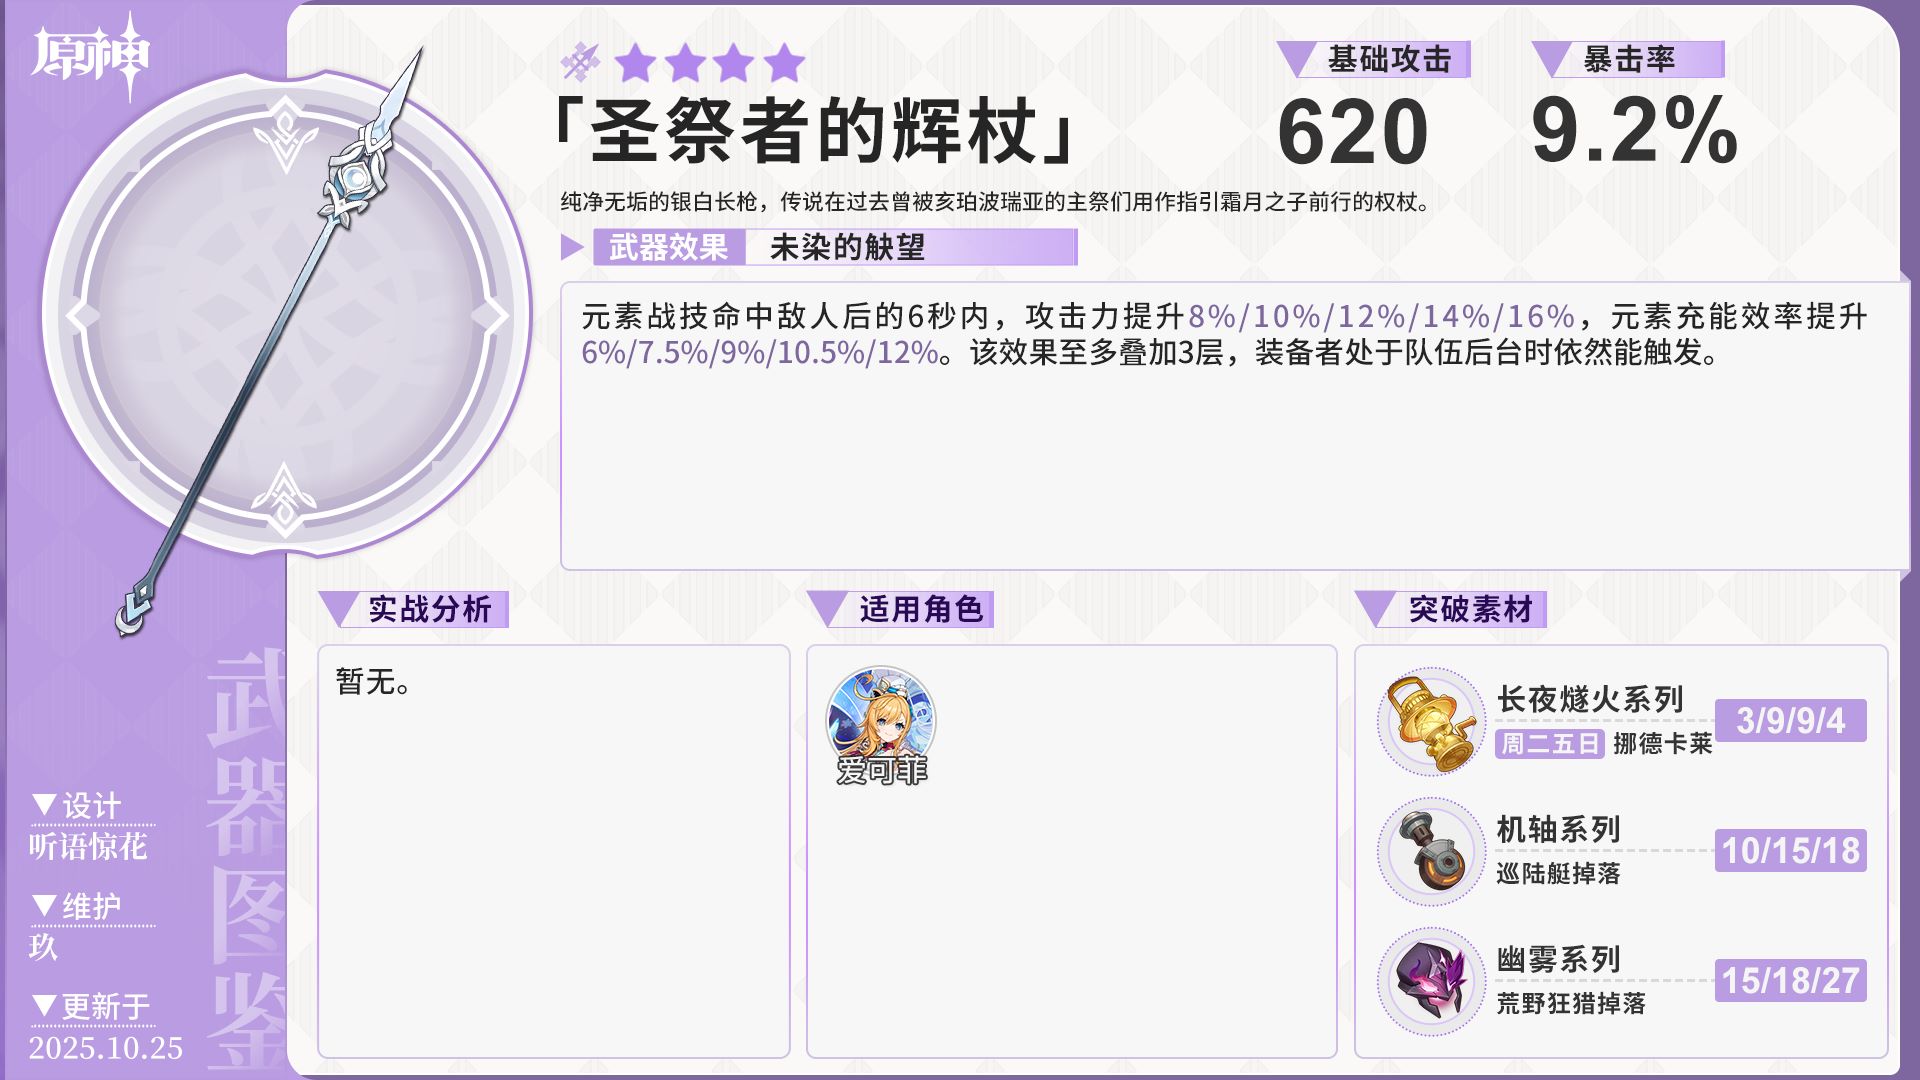 原神
「圣祭者的辉杖」
基础攻击
620
暴击率
9.2%
纯净无垢的银白长枪，传说在过去曾被亥珀波瑞亚的主祭们用作指引霜月之子前行的权杖。
武器效果 未染的觖望
元素战技命中敌人后的6秒内，攻击力提升8%/10%/12%/14%/16%，元素充能效率提升
6%/7.5%/9%/10.5%/12%。该效果至多叠加3层，装备者处于队伍后台时依然能触发。
实战分析
暂无。
适用角色
爱可菲
突破素材
长夜燧火系列
周二五日 挪德卡莱
3/9/9/4
机轴系列
巡陆艇掉落
10/15/18
幽雾系列
荒野狂猎掉落
15/18/27
武器图鉴
▼设计
听语惊花
▼维护
玖
▼更新于
2025.10.25